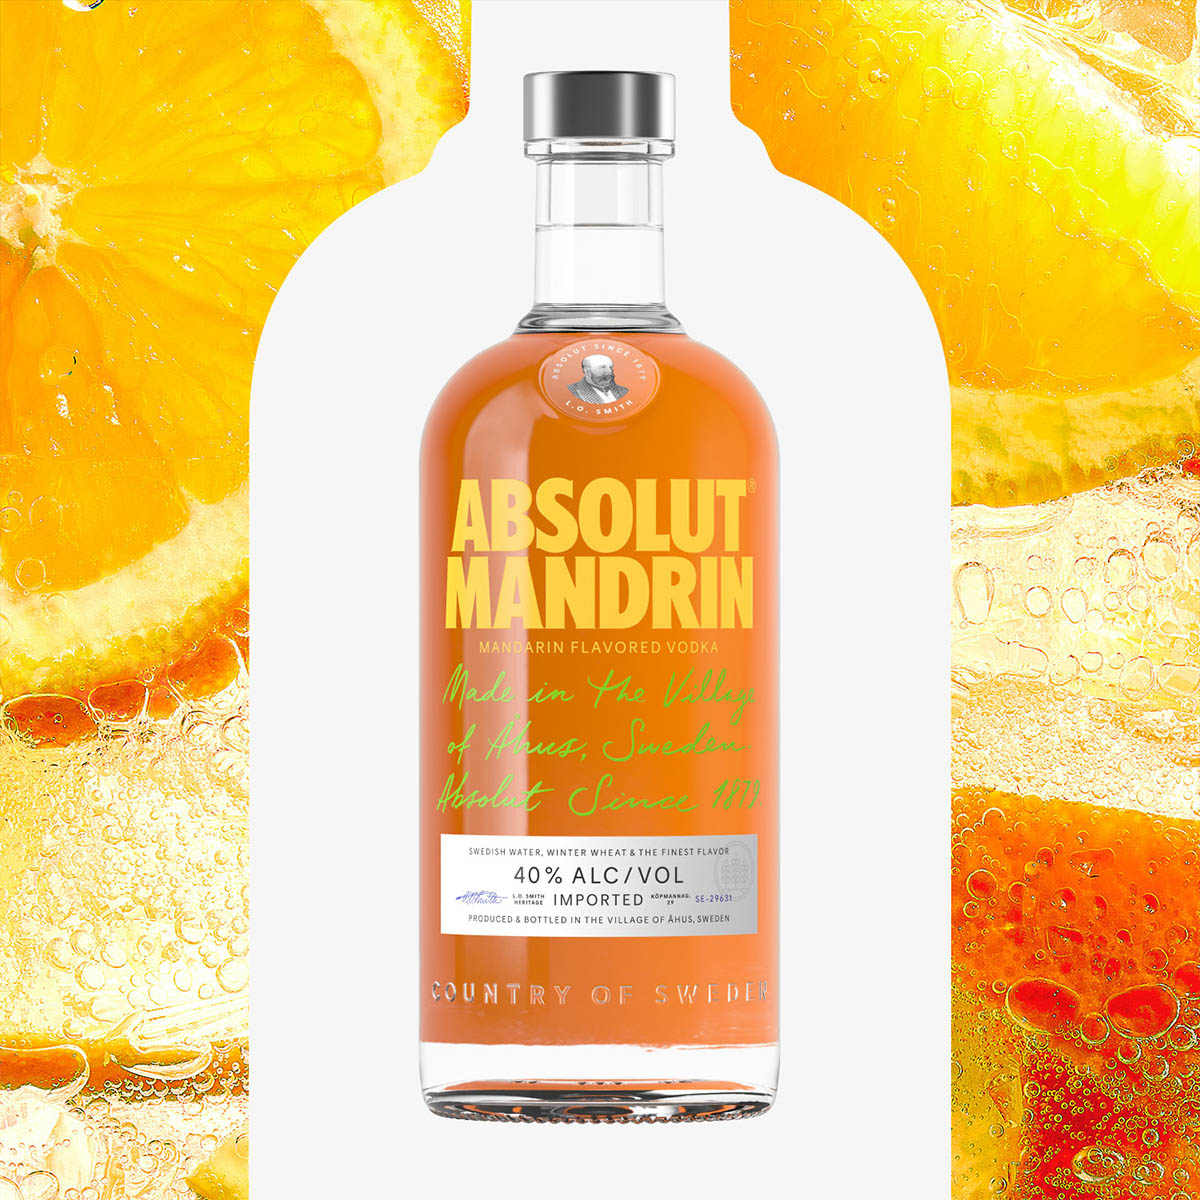 ABSOLUT SINCE 1879
L.O. SMITH
ABSOLUT®
MANDRIN
MANDARIN FLAVORED VODKA
Made in the Village
of Åhus, Sweden
Absolut Since 1879.
SWEDISH WATER, WINTER WHEAT & THE FINEST FLAVOR
40% ALC/VOL
L.O. SMITH HERITAGE IMPORTED KÖPMANNAG. 29 SE-29631
PRODUCED & BOTTLED IN THE VILLAGE OF ÅHUS, SWEDEN
COUNTRY OF SWEDEN